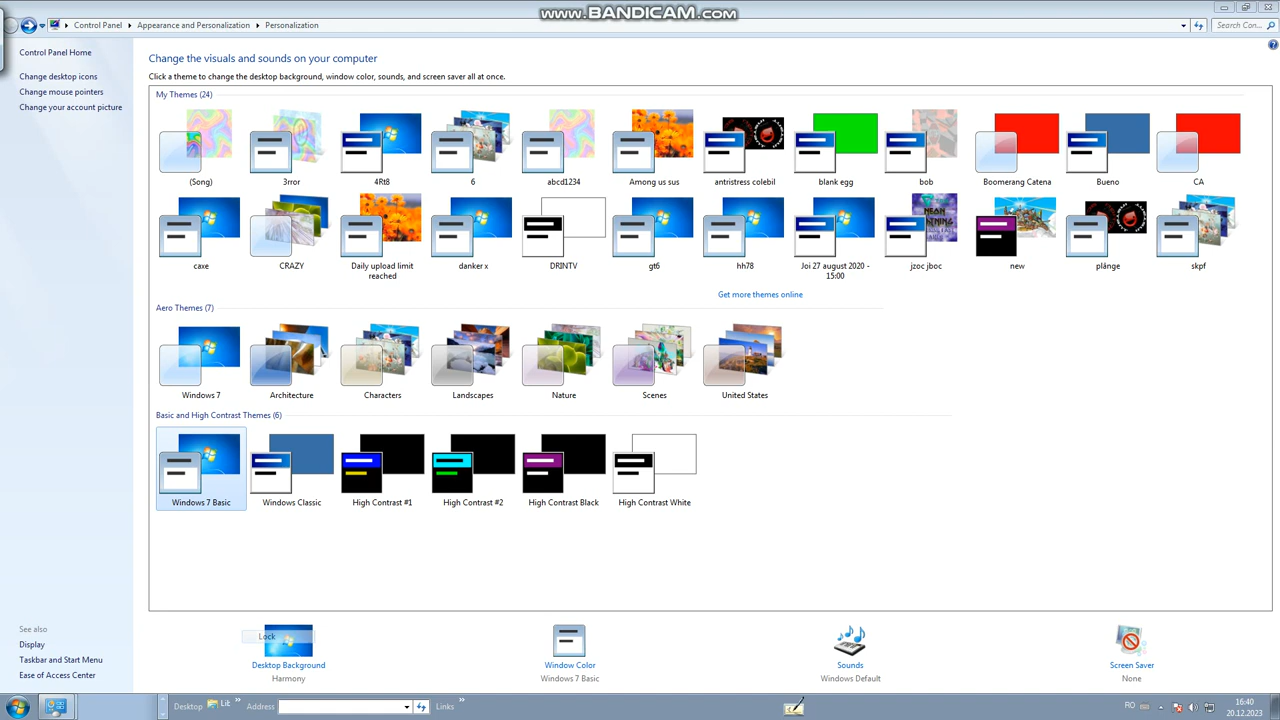 www.BANDICAM.com
Control Panel Appearance and Personalization Personalization
Search Con...
Control Panel Home
Change desktop icons
Change mouse pointers
Change your account picture
Change the visuals and sounds on your computer
Click a theme to change the desktop background, window color, sounds, and screen saver all at once.
My Themes (24)
(Song) 3rror 4Rt8 6 abcd1234 Among us sus antristress colebil blank egg bob Boomerang Catena Bueno CA
caxe CRAZY Daily upload limit reached danker x DRINTV gt6 hh78 Joi 27 august 2020 - 15:00 jzoc jboc new plânge skpf
Get more themes online
Aero Themes (7)
Windows 7 Architecture Characters Landscapes Nature Scenes United States
Basic and High Contrast Themes (6)
Windows 7 Basic Windows Classic High Contrast #1 High Contrast #2 High Contrast Black High Contrast White
See also
Display
Taskbar and Start Menu
Ease of Access Center
Lock
Desktop Background Window Color Sounds Screen Saver
Harmony Windows 7 Basic Windows Default None
Desktop Lib Address Links
RO
16:40
20.12.2023